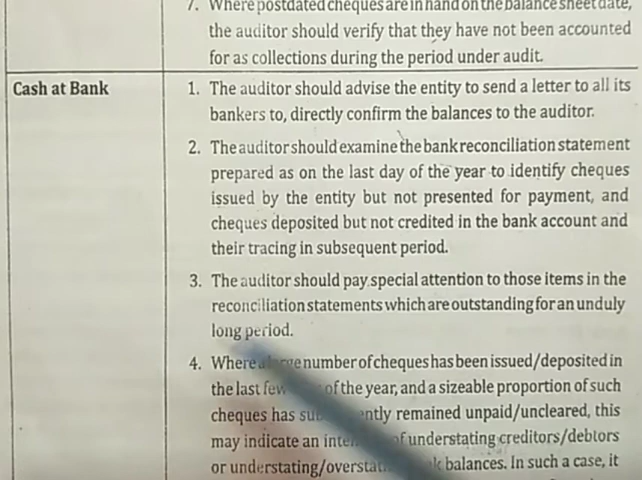 7. Where postdated cheques are in hand on the balance sheet date,
the auditor should verify that they have not been accounted
for as collections during the period under audit.
Cash at Bank
1. The auditor should advise the entity to send a letter to all its
bankers to, directly confirm the balances to the auditor.
2. The auditor should examine the bank reconciliation statement
prepared as on the last day of the year to identify cheques
issued by the entity but not presented for payment, and
cheques deposited but not credited in the bank account and
their tracing in subsequent period.
3. The auditor should pay special attention to those items in the
reconciliation statements which are outstanding for an unduly
long period.
4. Where a large number of cheques has been issued/deposited in
the last few of the year, and a sizeable proportion of such
cheques has remained unpaid/uncleared, this
may indicate an of understating creditors/debtors
or understating/ balances. In such a case, it